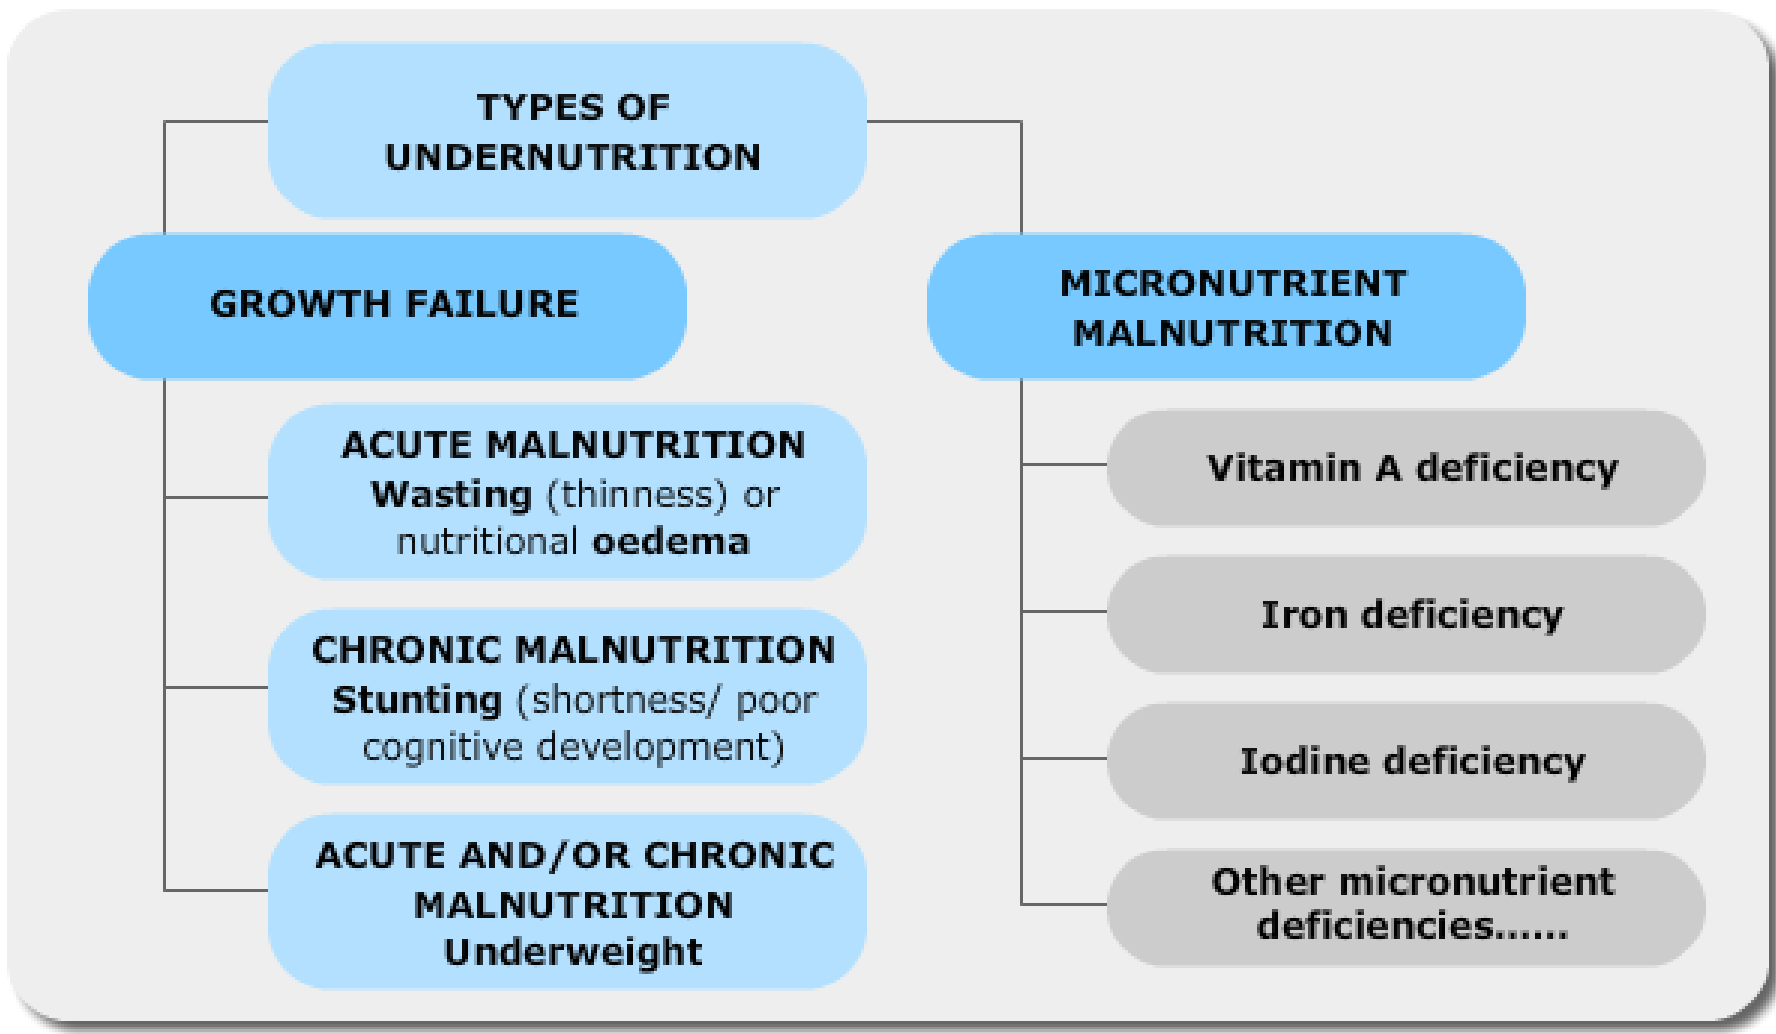 TYPES OF
UNDERNUTRITION
GROWTH FAILURE
ACUTE MALNUTRITION
Wasting (thinness) or
nutritional oedema
CHRONIC MALNUTRITION
Stunting (shortness/ poor
cognitive development)
ACUTE AND/OR CHRONIC
MALNUTRITION
Underweight
MICRONUTRIENT
MALNUTRITION
Vitamin A deficiency
Iron deficiency
Iodine deficiency
Other micronutrient
deficiencies......